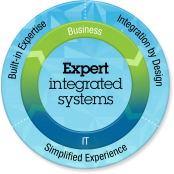 Built-in Expertise
Integration by Design
Business
Expert
integrated
systems
IT
Simplified Experience